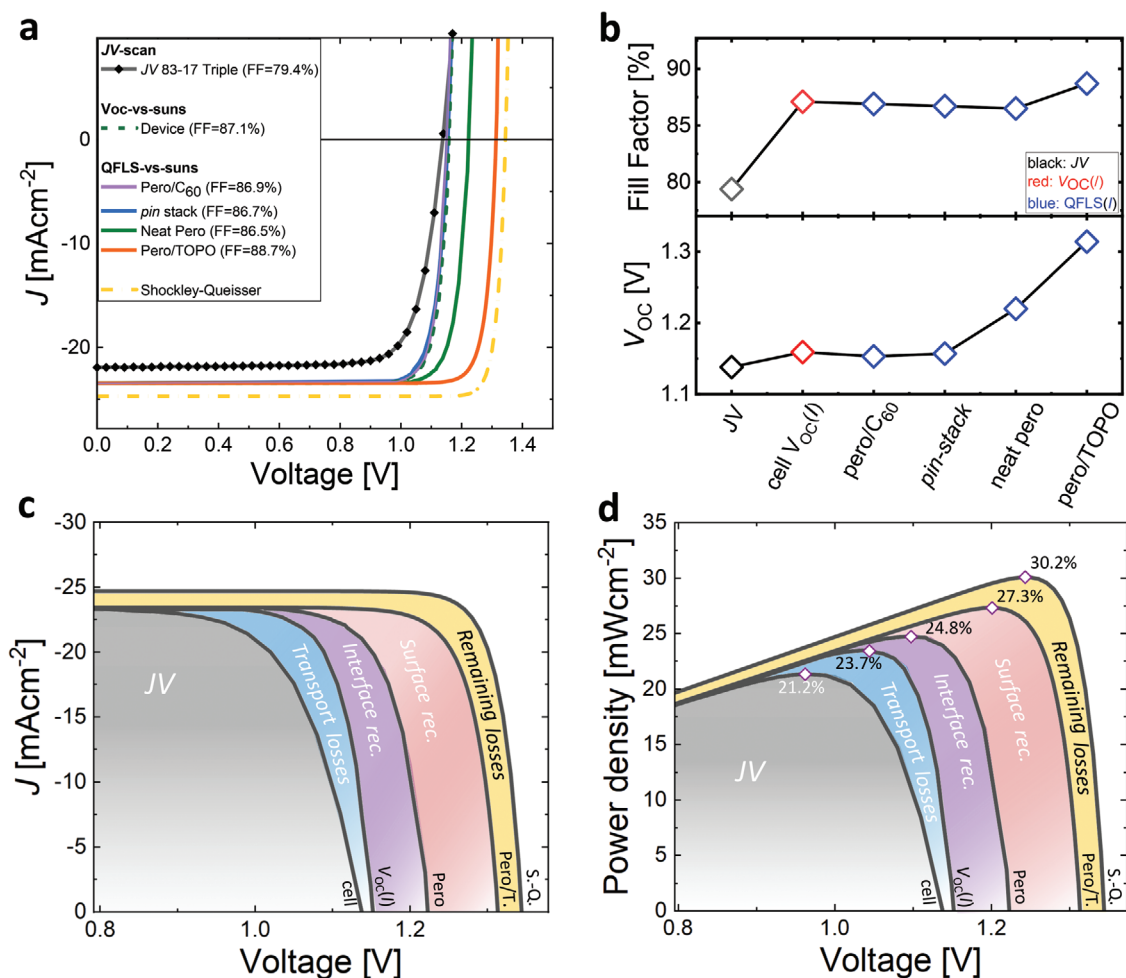 a
JV-scan
JV 83-17 Triple (FF=79.4%)
Voc-vs-suns
Device (FF=87.1%)
QFLS-vs-suns
Pero/C60 (FF=86.9%)
pin stack (FF=86.7%)
Neat Pero (FF=86.5%)
Pero/TOPO (FF=88.7%)
Shockley-Queisser
0
-10
-20
J [mAcm⁻²]
0.0 0.3 0.6 0.9 1.2 1.5
Voltage [V]
b
90
85
80
Fill Factor [%]
black: JV
red: VOC(I)
blue: QFLS(I)
1.3
1.2
1.1
VOC [V]
JV
cell VOC(I)
pero/C60
pin-stack
neat pero
pero/TOPO
c
-30
-25
-20
-15
-10
-5
0
J [mAcm⁻²]
JV
Transport losses
Interface rec.
Surface rec.
Remaining losses
cell
VOC(I)
Pero
Pero/T.
S.-Q.
0.8 1.0 1.2
Voltage [V]
d
35
30
25
20
15
10
5
0
Power density [mW/cm⁻²]
30.2%
27.3%
24.8%
23.7%
21.2%
JV
Transport losses
Interface rec.
Surface rec.
Remaining losses
cell
VOC(I)
Pero
Pero/T.
S.-Q.
0.8 1.0 1.2
Voltage [V]